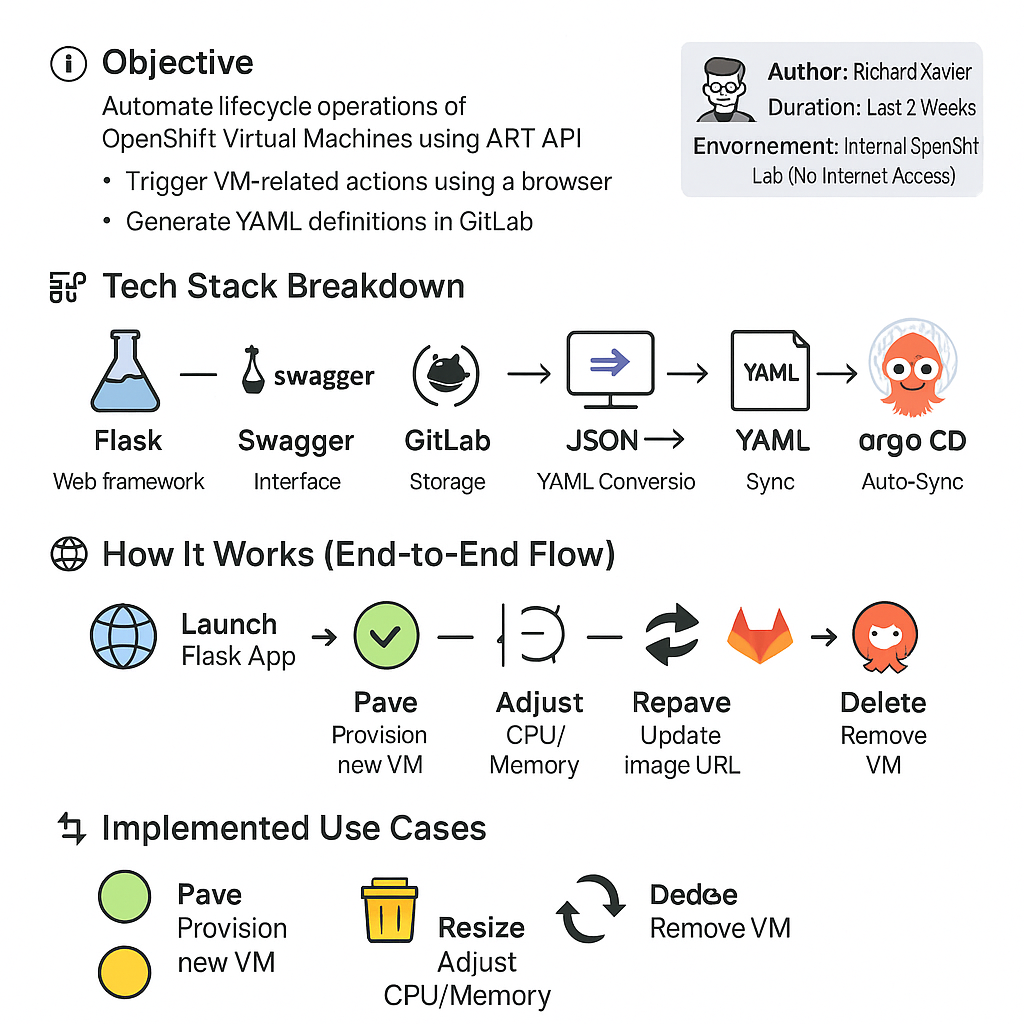 Objective
Automate lifecycle operations of
OpenShift Virtual Machines using ART API
• Trigger VM-related actions using a browser
• Generate YAML definitions in GitLab
Author: Richard Xavier
Duration: Last 2 Weeks
Envornement: Internal SpenSht
Lab (No Internet Access)
Tech Stack Breakdown
swagger
YAML
Flask
Web framework
Swagger
Interface
GitLab
Storage
JSON →
YAML Conversio
YAML
Sync
argo CD
Auto-Sync
How It Works (End-to-End Flow)
Launch
Flask App
Pave
Provision
new VM
Adjust
CPU/
Memory
Repave
Update
image URL
Delete
Remove
VM
Implemented Use Cases
Pave
Provision
new VM
Resize
Adjust
CPU/Memory
Remove VM